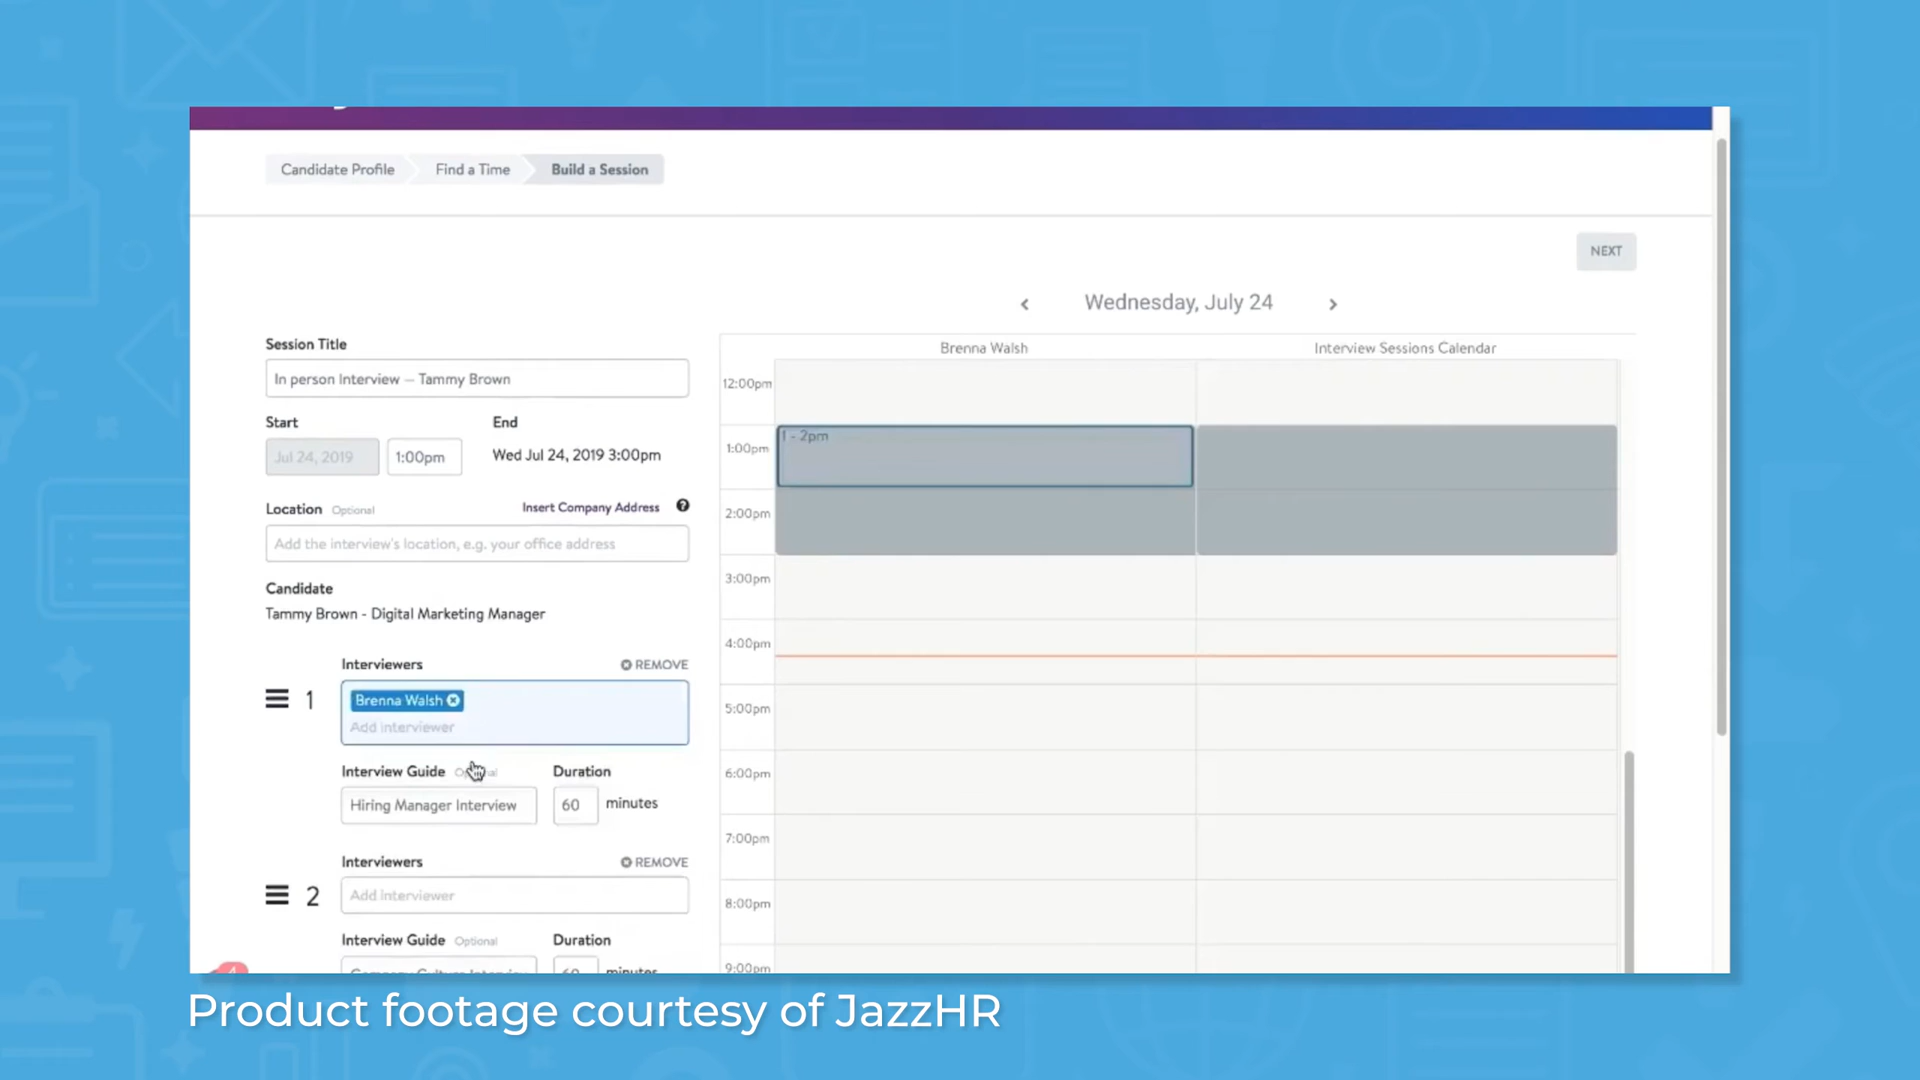 Candidate Profile
Find a Time
Build a Session
NEXT
Wednesday, July 24
Session Title
In person Interview – Tammy Brown
Start
End
Jul 24, 2019
1:00pm
Wed Jul 24, 2019 3:00pm
Location Optional
Insert Company Address
Add the interview's location, e.g. your office address
Candidate
Tammy Brown - Digital Marketing Manager
Interviewers
REMOVE
1
Brenna Walsh
Add interviewer
Interview Guide
Duration
Hiring Manager Interview
60
minutes
Interviewers
REMOVE
2
Add interviewer
Interview Guide Optional
Duration
Company Culture Interview
60
minutes
4
Brenna Walsh
Interview Sessions Calendar
12:00pm
1:00pm
- 2pm
2:00pm
3:00pm
4:00pm
5:00pm
6:00pm
7:00pm
8:00pm
9:00pm
Product footage courtesy of JazzHR